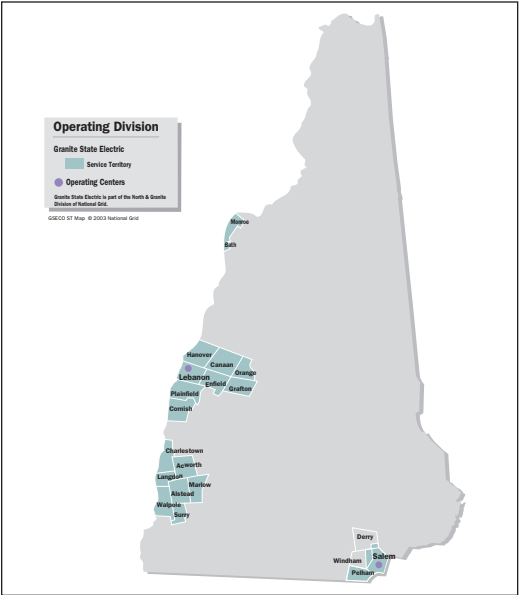 Operating Division
Granite State Electric
Service Territory
Operating Centers
Granite State Electric is part of the North & Granite
Division of National Grid.
GSECO ST Map © 2003 National Grid
Monroe
Bath
Hanover
Canaan
Orange
Lebanon
Enfield
Grafton
Plainfield
Cornish
Charlestown
Acworth
Langdon
Marlow
Alstead
Walpole
Surry
Derry
Salem
Windham
Pelham